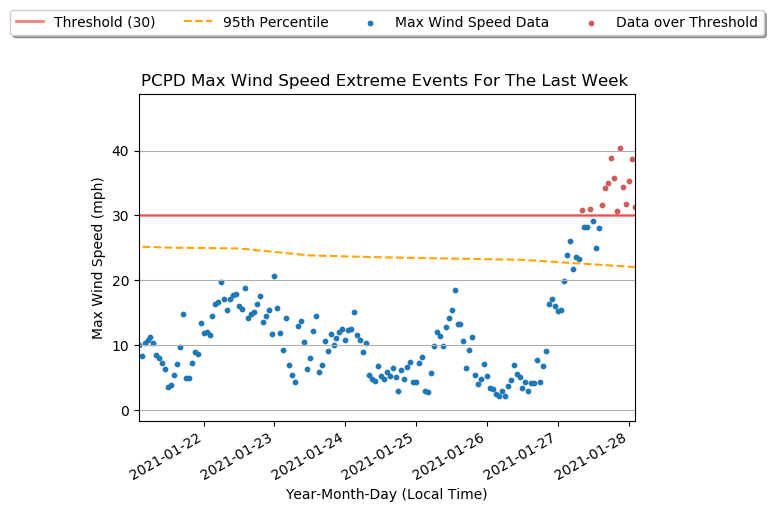 Threshold (30) 95th Percentile Max Wind Speed Data Data over Threshold
PCPD Max Wind Speed Extreme Events For The Last Week
Max Wind Speed (mph)
40
30
20
10
0
2021-01-22 2021-01-23 2021-01-24 2021-01-25 2021-01-26 2021-01-27 2021-01-28
Year-Month-Day (Local Time)